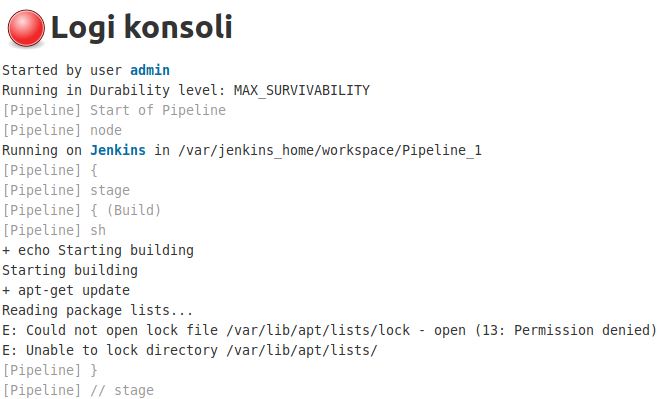 Logi konsoli
Started by user admin
Running in Durability level: MAX_SURVIVABILITY
[Pipeline] Start of Pipeline
[Pipeline] node
Running on Jenkins in /var/jenkins_home/workspace/Pipeline_1
[Pipeline] {
[Pipeline] stage
[Pipeline] { (Build)
[Pipeline] sh
+ echo Starting building
Starting building
+ apt-get update
Reading package lists...
E: Could not open lock file /var/lib/apt/lists/lock - open (13: Permission denied)
E: Unable to lock directory /var/lib/apt/lists/
[Pipeline] }
[Pipeline] // stage